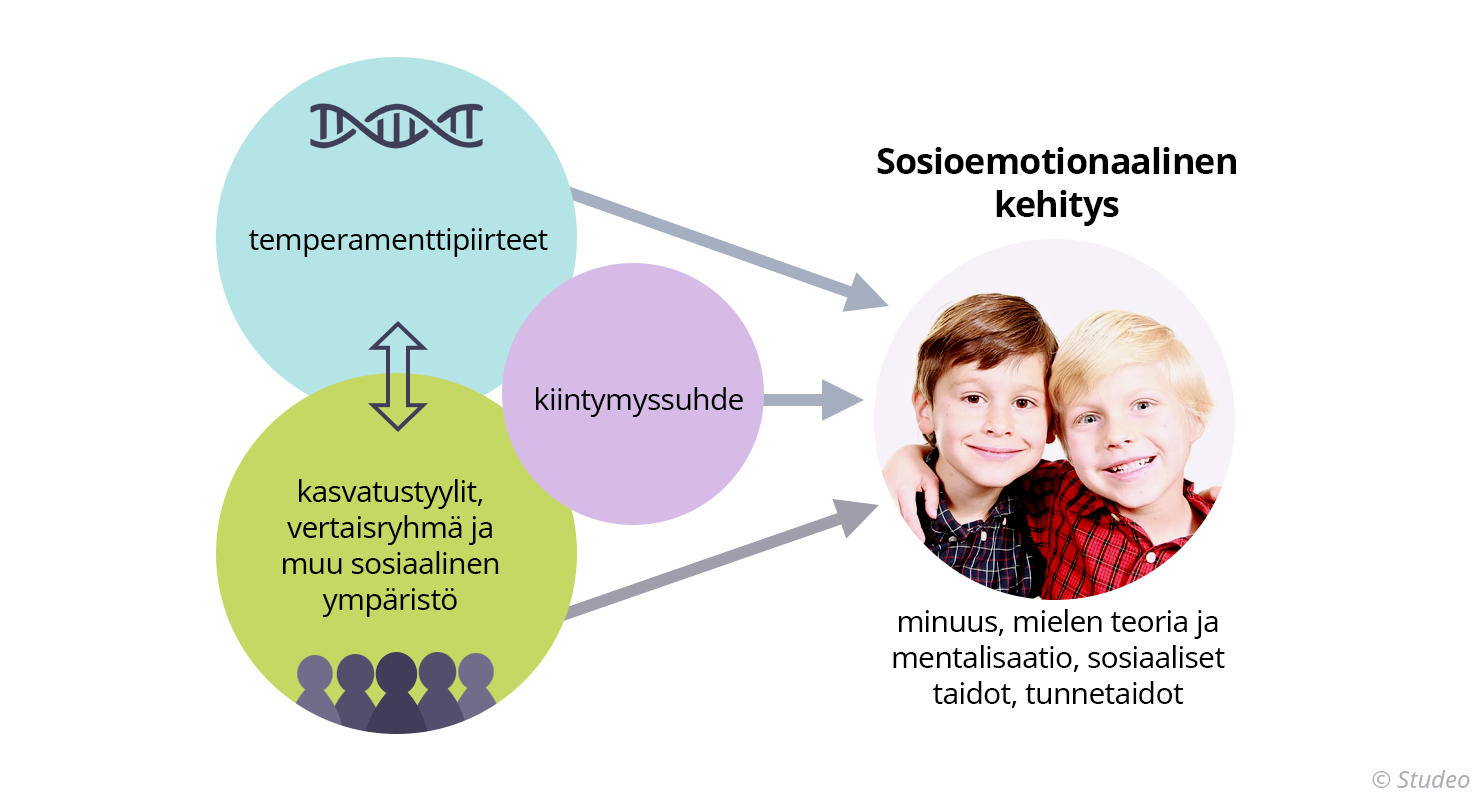 temperamenttipiirteet
kiintymyssuhde
kasvatustyylit,
vertaisryhmä ja
muu sosiaalinen
ympäristö
Sosioemotionaalinen
kehitys
minuus, mielen teoria ja
mentalisaatio, sosiaaliset
taidot, tunnetaidot
© Studeo